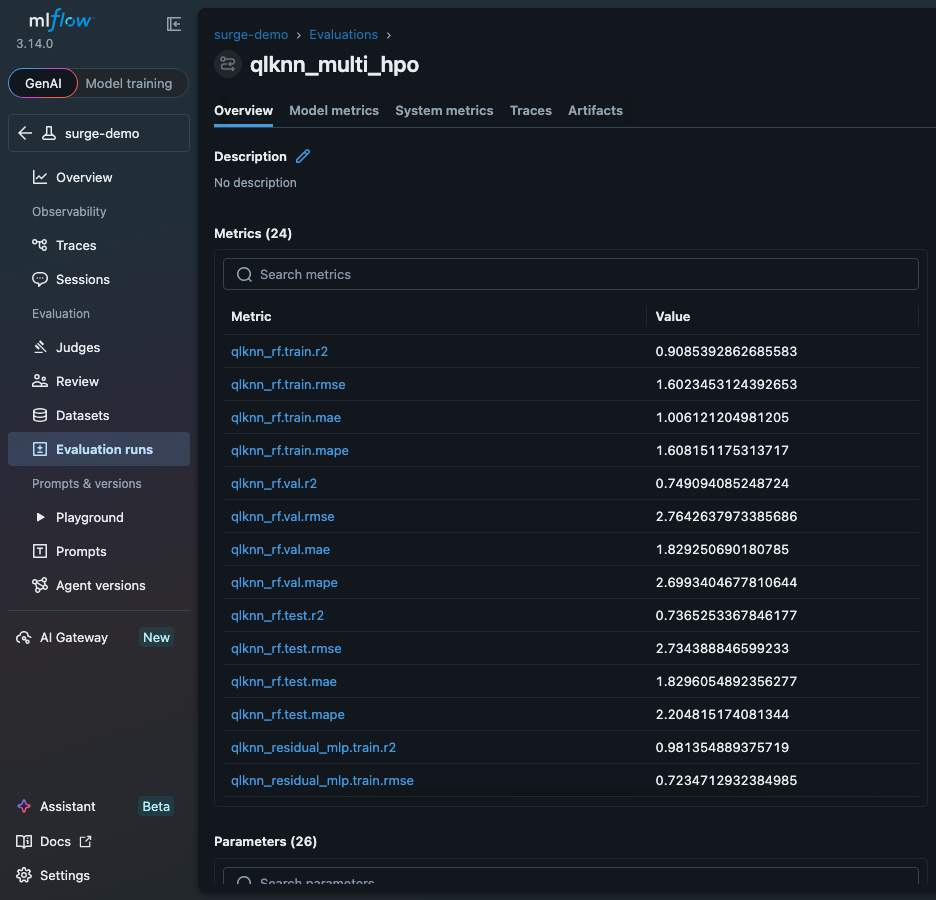 mlflow
3.14.0
GenAI Model training
surge-demo
Overview
Observability
Traces
Sessions
Evaluation
Judges
Review
Datasets
Evaluation runs
Prompts & versions
Playground
Prompts
Agent versions
AI Gateway New
Assistant Beta
Docs
Settings
surge-demo › Evaluations ›
qlknn_multi_hpo
Overview Model metrics System metrics Traces Artifacts
Description
No description
Metrics (24)
Search metrics
Metric Value
qlknn_rf.train.r2 0.9085392862685583
qlknn_rf.train.rmse 1.6023453124392653
qlknn_rf.train.mae 1.006121204981205
qlknn_rf.train.mape 1.608151175313717
qlknn_rf.val.r2 0.749094085248724
qlknn_rf.val.rmse 2.7642637973385686
qlknn_rf.val.mae 1.829250690180785
qlknn_rf.val.mape 2.6993404677810644
qlknn_rf.test.r2 0.7365253367846177
qlknn_rf.test.rmse 2.734388846599233
qlknn_rf.test.mae 1.8296054892356277
qlknn_rf.test.mape 2.204815174081344
qlknn_residual_mlp.train.r2 0.981354889375719
qlknn_residual_mlp.train.rmse 0.7234712932384985
Parameters (26)
Search parameters